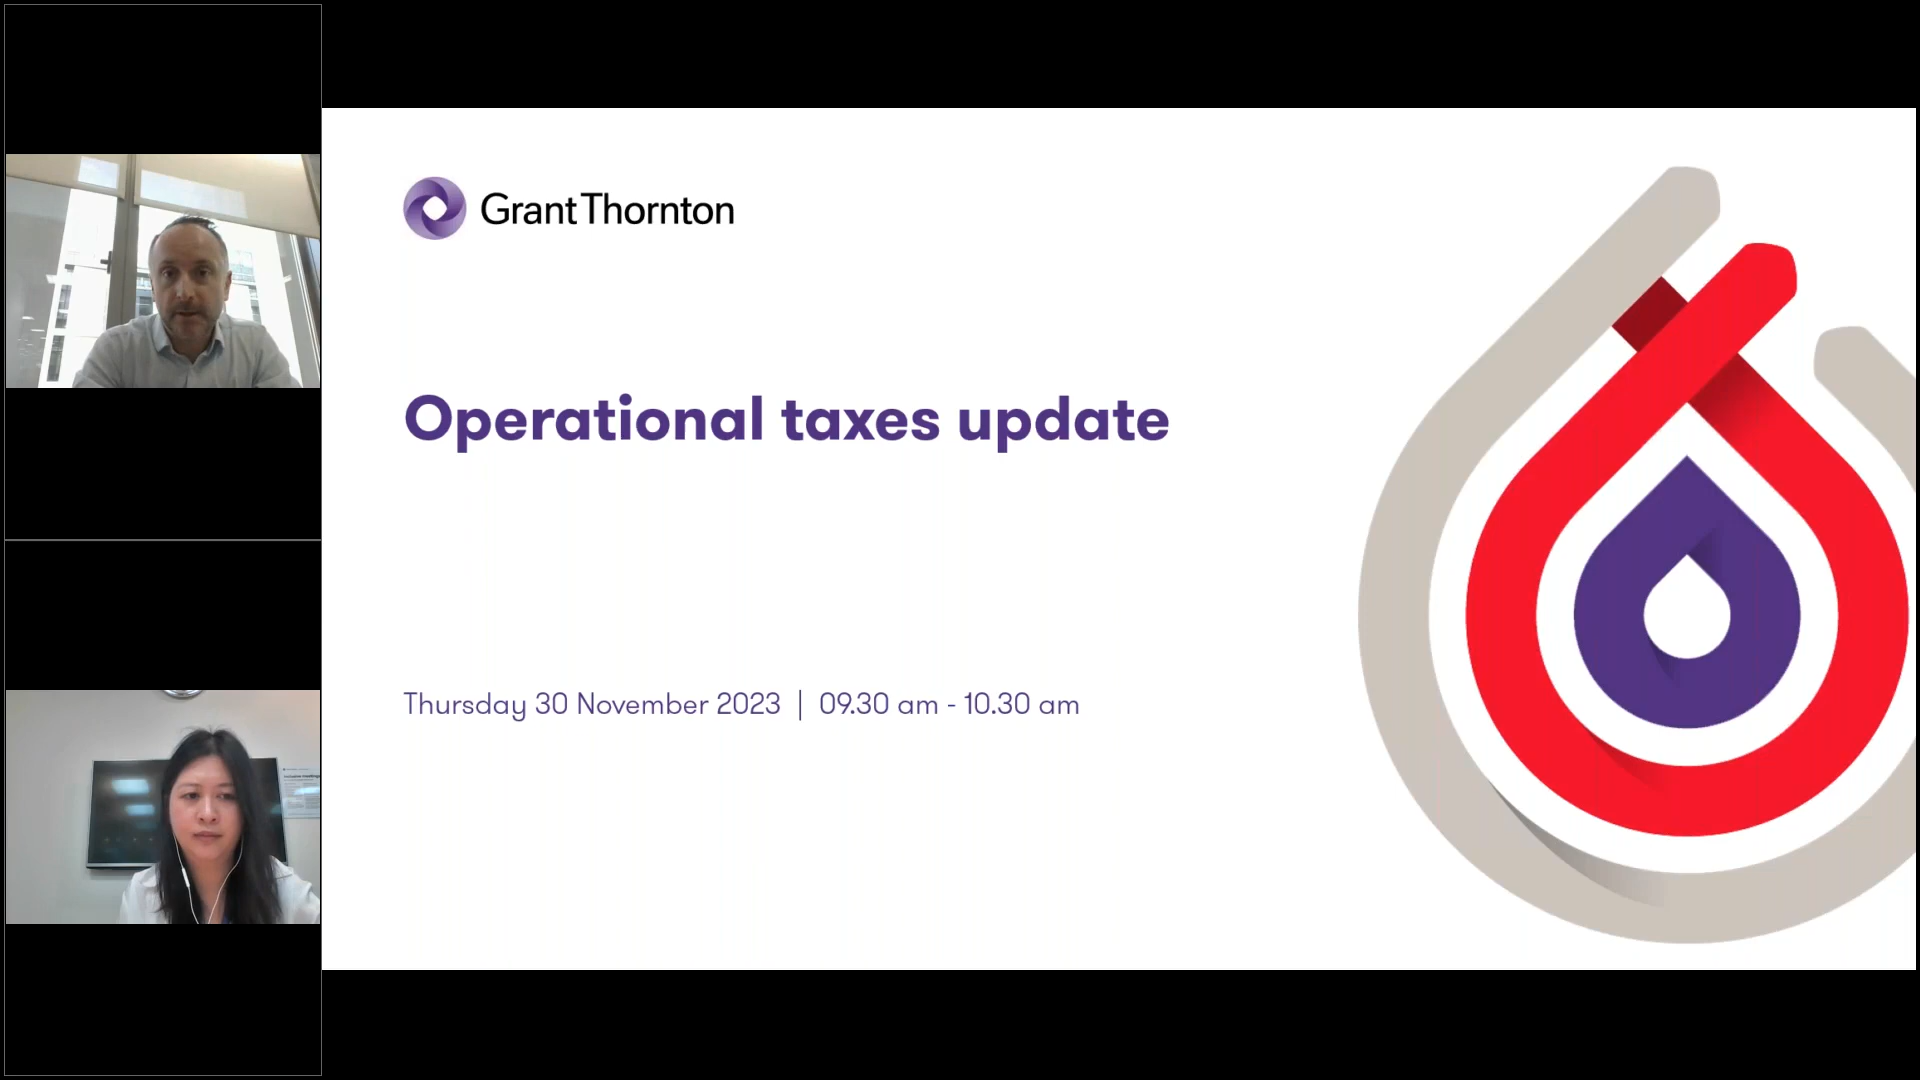 Grant Thornton
Operational taxes update
Thursday 30 November 2023 | 09.30 am - 10.30 am